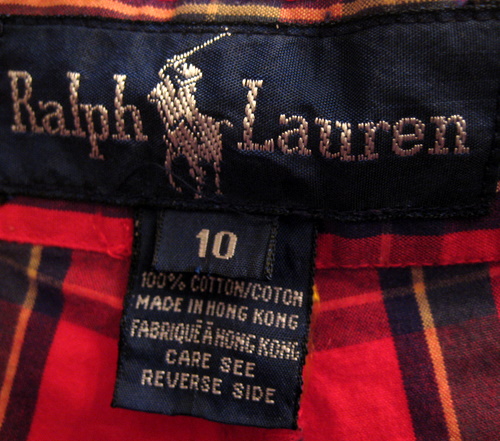 Ralph Lauren
10
100% COTTON/COTON
MADE IN HONG KONG
FABRIQUÉ À HONG KONG
CARE SEE
REVERSE SIDE